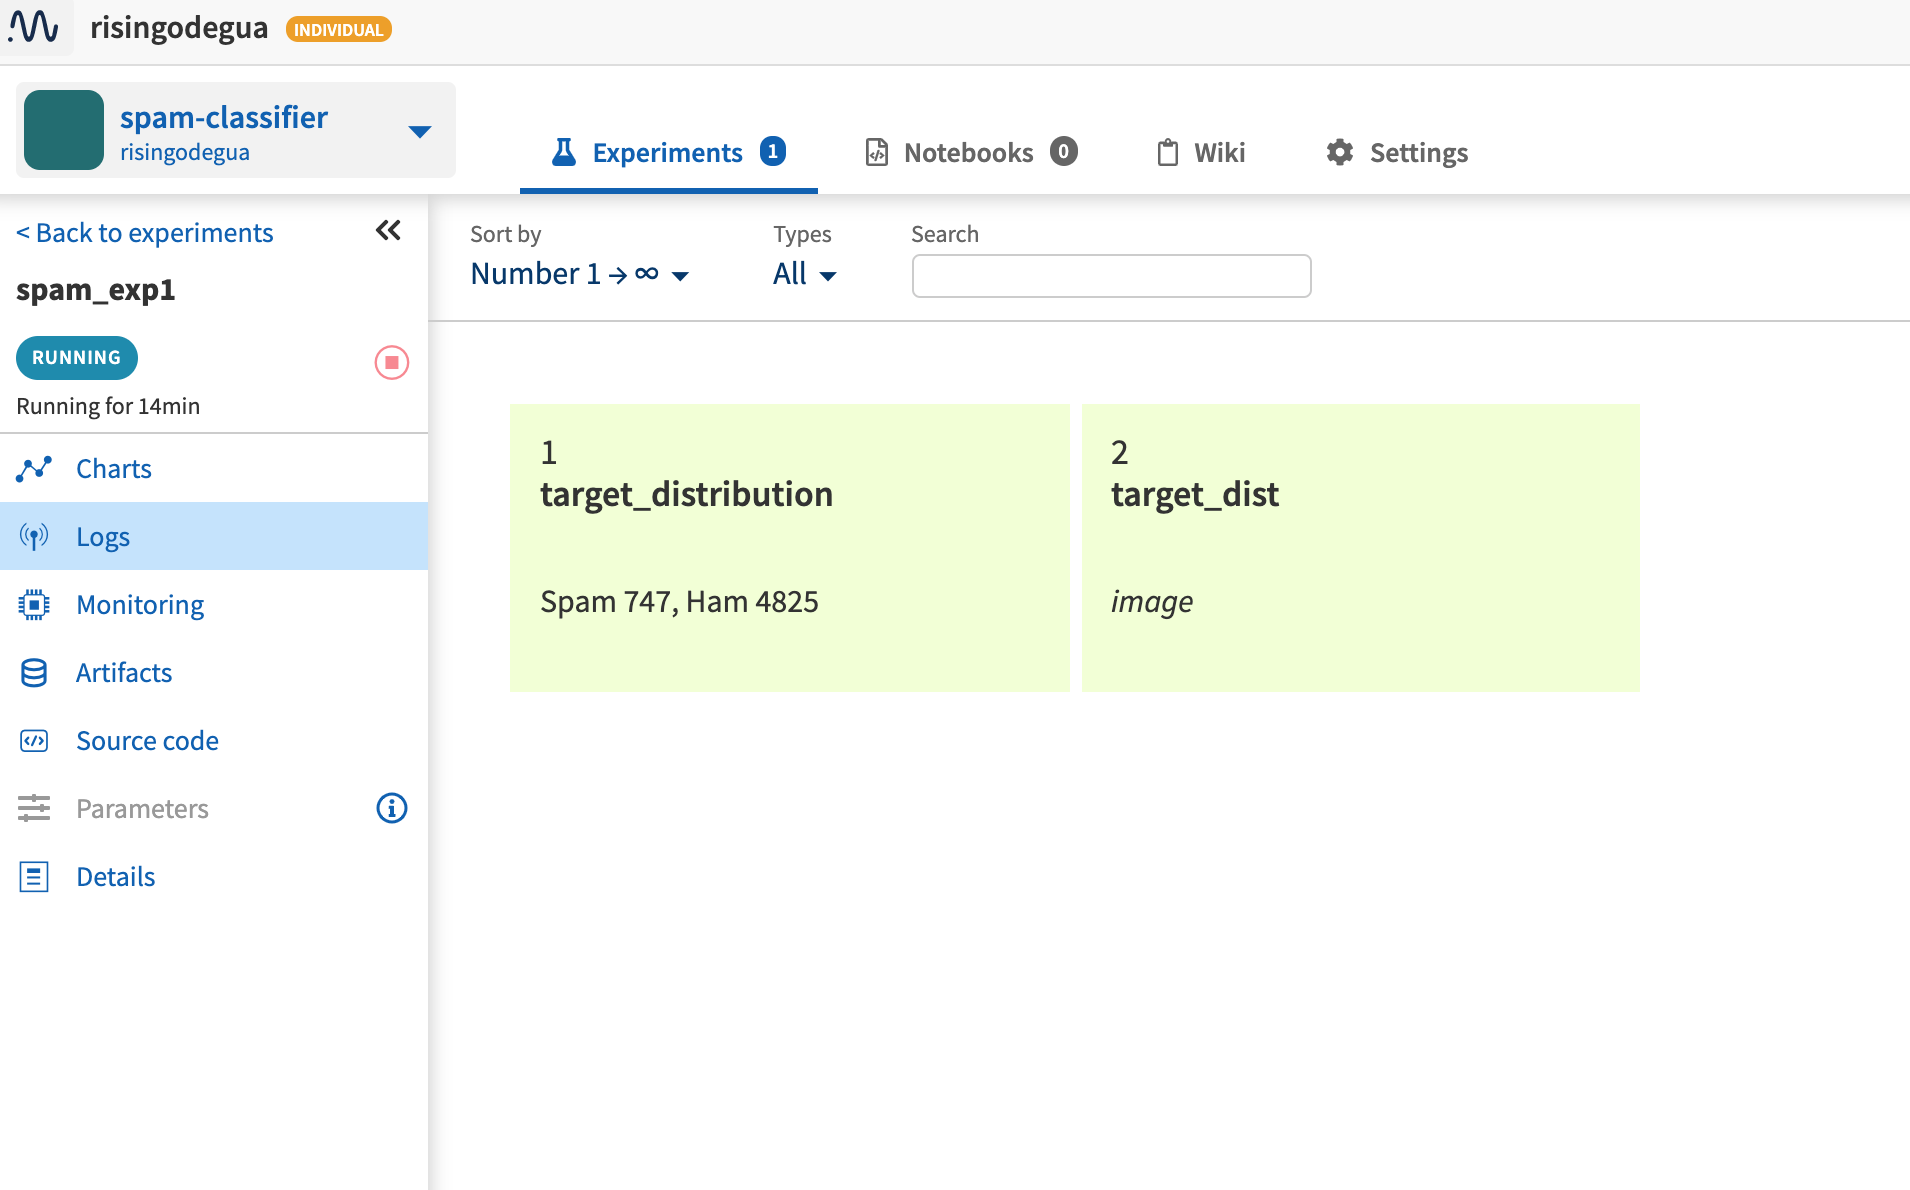 risingodegua INDIVIDUAL
spam-classifier
risingodegua
Experiments 1
Notebooks 0
Wiki
Settings
< Back to experiments
spam_exp1
RUNNING
Running for 14min
Charts
Logs
Monitoring
Artifacts
Source code
Parameters
Details
Sort by
Number 1 → ∞
Types
All
Search
1
target_distribution
Spam 747, Ham 4825
2
target_dist
image